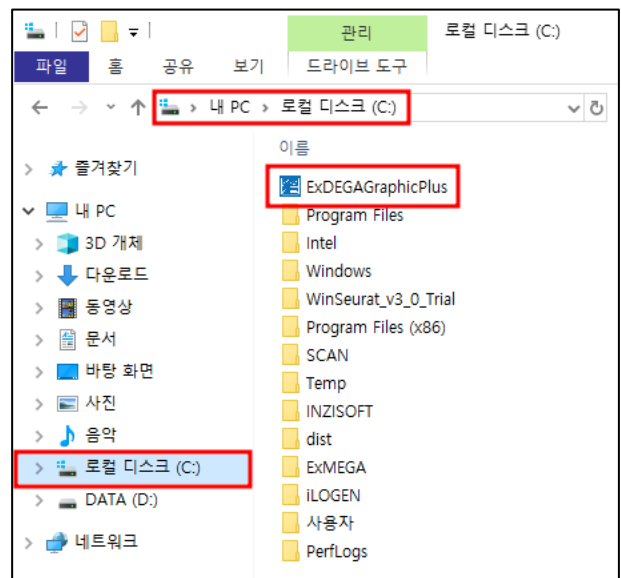 관리 로컬 디스크 (C:)
파일 홈 공유 보기 드라이브 도구
내 PC > 로컬 디스크 (C:)
이름
즐겨찾기
내 PC
3D 개체
다운로드
동영상
문서
바탕 화면
사진
음악
로컬 디스크 (C:)
DATA (D:)
네트워크
ExDEGAGraphicPlus
Program Files
Intel
Windows
WinSeurat_v3_0_Trial
Program Files (x86)
SCAN
Temp
INZISOFT
dist
ExMEGA
iLOGEN
사용자
PerfLogs